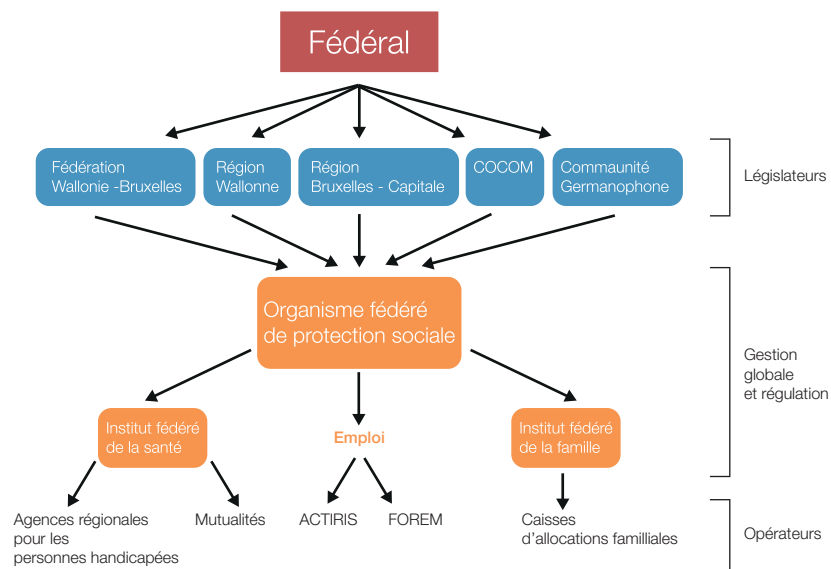 Fédéral
Fédération
Wallonie -Bruxelles
Région
Wallonne
Région
Bruxelles - Capitale
COCOM
Commaunité
Germanophone
Législateurs
Organisme fédéré
de protection sociale
Gestion
globale
et régulation
Institut fédéré
de la santé
Emploi
Institut fédéré
de la famille
Agences régionales
pour les
personnes handicapées
Mutualités
ACTIRIS
FOREM
Caisses
d'allocations familliales
Opérateurs